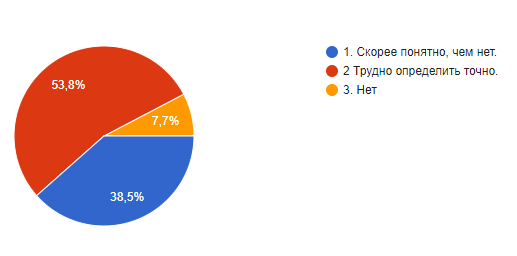 53,8%
7,7%
38,5%
1. Скорее понятно, чем нет.
2 Трудно определить точно.
3. Нет